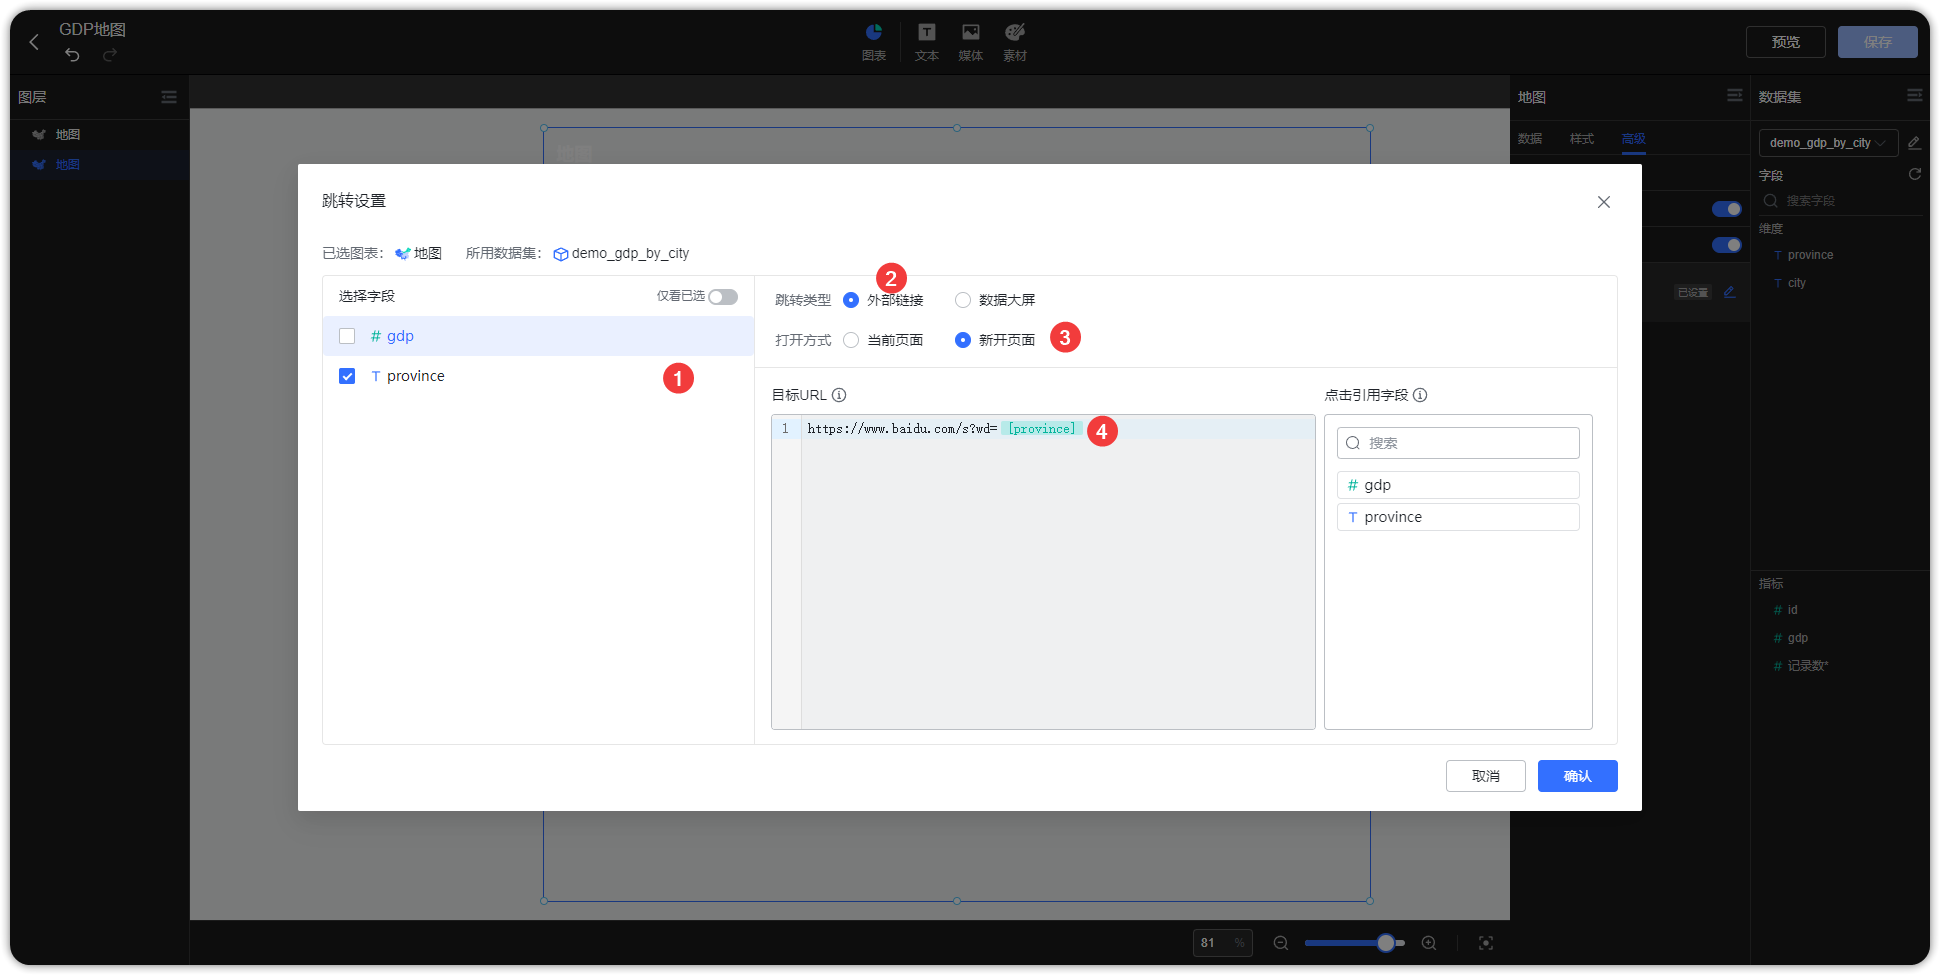 GDP地图
图表
文本
媒体
素材
预览
保存
图层
地图
地图
地图
跳转设置
已选图表：
地图
所用数据集：
demo_gdp_by_city
选择字段
仅看已选
# gdp
T province
1
2
跳转类型
外部链接
数据大屏
打开方式
当前页面
新开页面
3
目标URL
1 https://www.baidu.com/s?wd= [province]
4
点击引用字段
搜索
# gdp
T province
取消
确认
地图
数据
样式
高级
已设置
数据集
demo_gdp_by_city
字段
搜索字段
维度
T province
T city
指标
# id
# gdp
# 记录数*
81 %